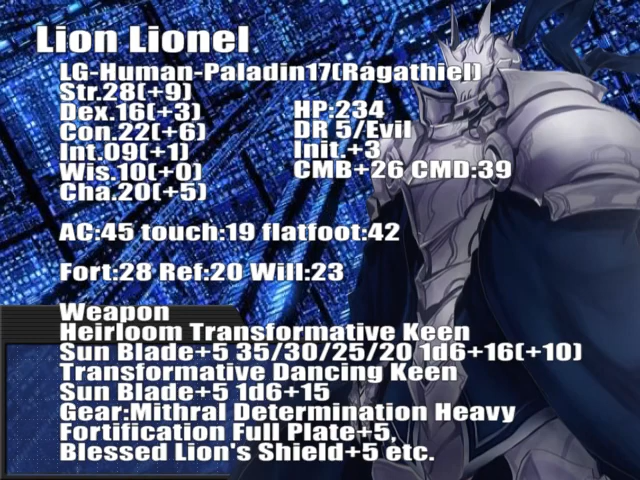 Lion Lionel
LG-Human-Paladin17(Ragathiel)
Str.28(+9)
Dex.16(+3) HP:234
Con.22(+6) DR 5/Evil
Int.09(+1) Init.+3
Wis.10(+0) CMB+26 CMD:39
Cha.20(+5)
AC:45 touch:19 flatfoot:42
Fort:28 Ref:20 Will:23
Weapon
Heirloom Transformative Keen
Sun Blade+5 35/30/25/20 1d6+16(+10)
Transformative Dancing Keen
Sun Blade+5 1d6+15
Gear:Mithral Determination Heavy
Fortification Full Plate+5,
Blessed Lion's Shield+5 etc.